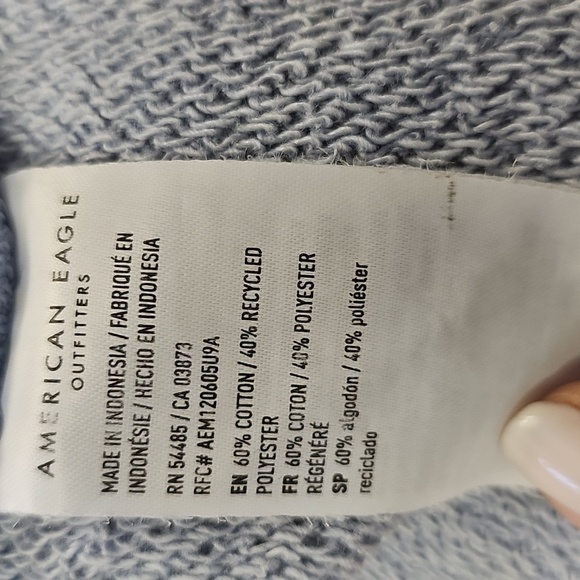 AMERICAN EAGLE
OUTFITTERS
MADE IN INDONESIA / FABRIQUÉ EN
INDONÉSIE / HECHO EN INDONESIA
RN 54485 / CA 03873
RFC# AEM120605U9A
EN 60% COTTON / 40% RECYCLED
POLYESTER
FR 60% COTON / 40% POLYESTER
RÉGÉNÉRÉ
SP 60% algodón / 40% poliéster
reciclado